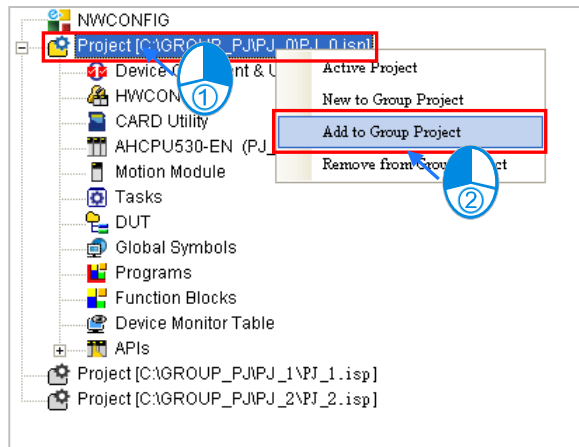 NWCONFIG
Project [C:\GROUP_PJ\PJ_0\PJ_0.isp]
Device
nt & U
Active Project
HWCON
①
New to Group Project
CARD Utility
Add to Group Project
AHCPU530-EN (PJ_
Motion Module
Remove from
Tasks
②
DUT
Global Symbols
Programs
Function Blocks
Device Monitor Table
APIs
Project [C:\GROUP_PJ\PJ_1\PJ_1.isp]
Project [C:\GROUP_PJ\PJ_2\PJ_2.isp]